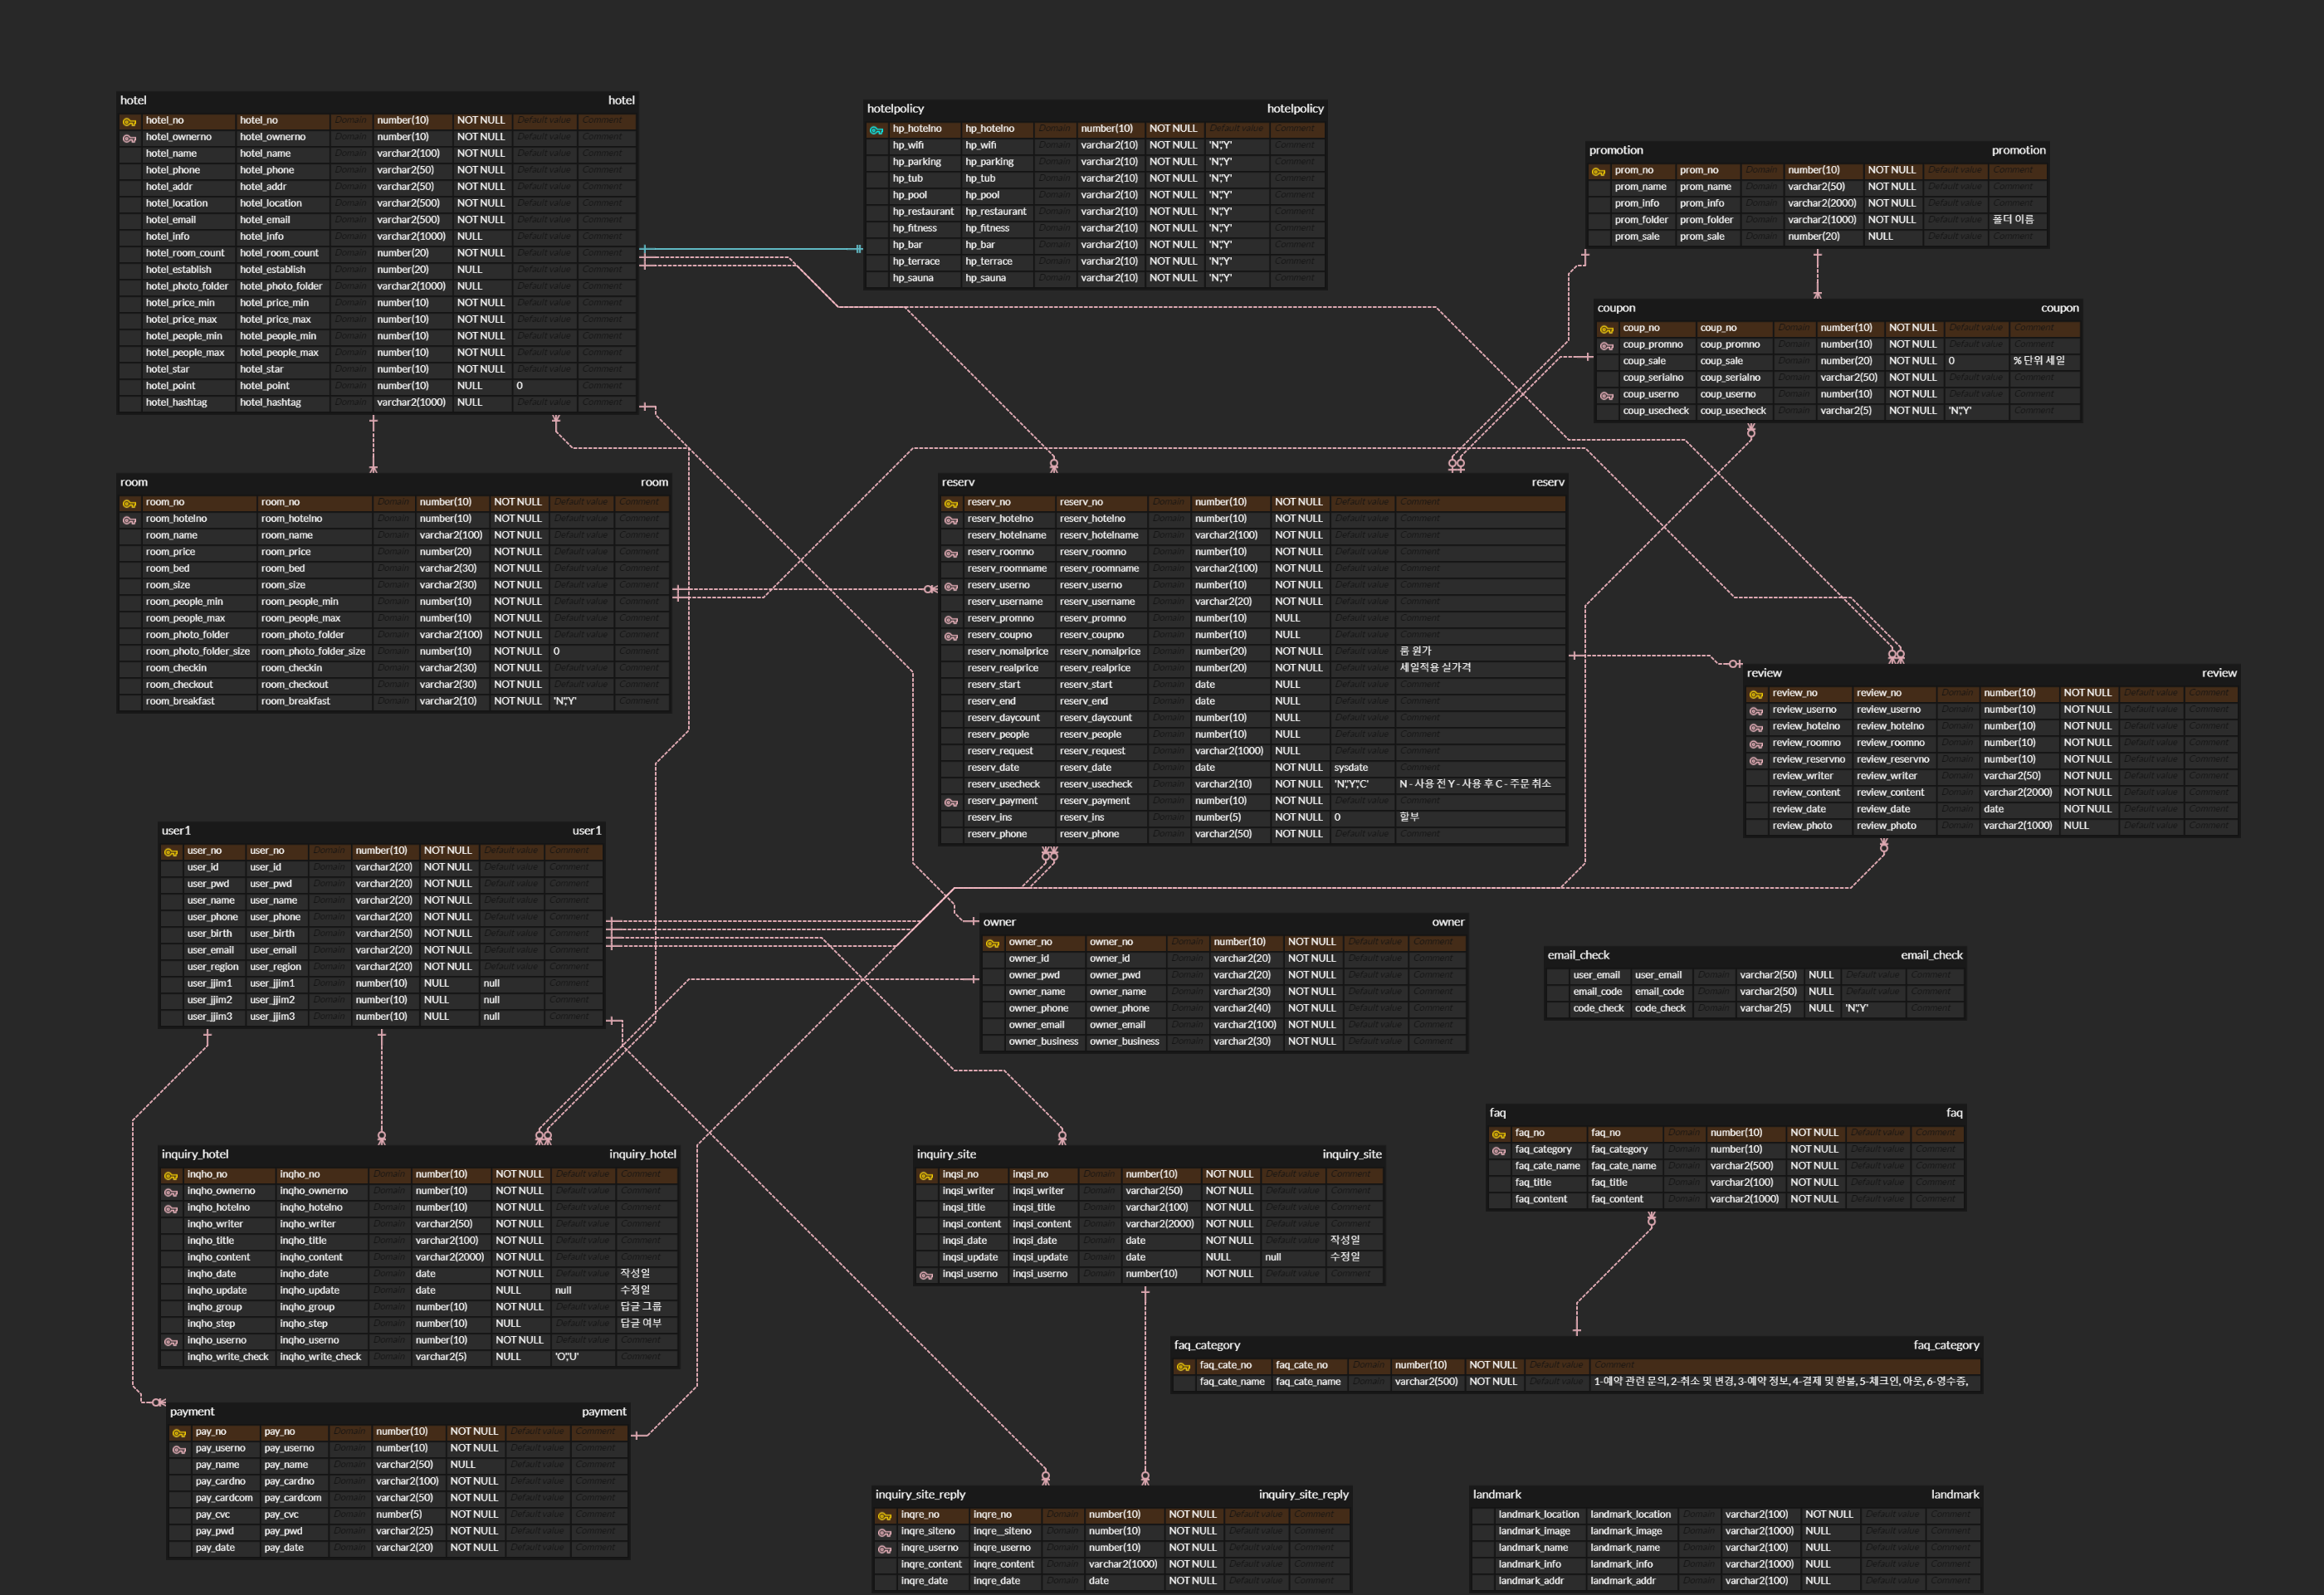 hotel hotel
hotel_no hotel_no Domain number(10) NOT NULL Default value Comment
hotel_ownerno hotel_ownerno Domain number(10) NOT NULL Default value Comment
hotel_name hotel_name Domain varchar2(100) NOT NULL Default value Comment
hotel_phone hotel_phone Domain varchar2(50) NOT NULL Default value Comment
hotel_addr hotel_addr Domain varchar2(50) NOT NULL Default value Comment
hotel_location hotel_location Domain varchar2(500) NOT NULL Default value Comment
hotel_email hotel_email Domain varchar2(500) NOT NULL Default value Comment
hotel_info hotel_info Domain varchar2(1000) NULL Default value Comment
hotel_room_count hotel_room_count Domain number(20) NOT NULL Default value Comment
hotel_establish hotel_establish Domain number(20) NULL Default value Comment
hotel_photo_folder hotel_photo_folder Domain varchar2(1000) NULL Default value Comment
hotel_price_min hotel_price_min Domain number(10) NOT NULL Default value Comment
hotel_price_max hotel_price_max Domain number(10) NOT NULL Default value Comment
hotel_people_min hotel_people_min Domain number(10) NOT NULL Default value Comment
hotel_people_max hotel_people_max Domain number(10) NOT NULL Default value Comment
hotel_star hotel_star Domain number(10) NOT NULL Default value Comment
hotel_point hotel_point Domain number(10) NULL 0 Comment
hotel_hashtag hotel_hashtag Domain varchar2(1000) NULL Default value Comment
hotelpolicy hotelpolicy
hp_hotelno hp_hotelno Domain number(10) NOT NULL Default value Comment
hp_wifi hp_wifi Domain varchar2(10) NOT NULL 'N','Y' Comment
hp_parking hp_parking Domain varchar2(10) NOT NULL 'N','Y' Comment
hp_tub hp_tub Domain varchar2(10) NOT NULL 'N','Y' Comment
hp_pool hp_pool Domain varchar2(10) NOT NULL 'N','Y' Comment
hp_restaurant hp_restaurant Domain varchar2(10) NOT NULL 'N','Y' Comment
hp_fitness hp_fitness Domain varchar2(10) NOT NULL 'N','Y' Comment
hp_bar hp_bar Domain varchar2(10) NOT NULL 'N','Y' Comment
hp_terrace hp_terrace Domain varchar2(10) NOT NULL 'N','Y' Comment
hp_sauna hp_sauna Domain varchar2(10) NOT NULL 'N','Y' Comment
promotion promotion
prom_no prom_no Domain number(10) NOT NULL Default value Comment
prom_name prom_name Domain varchar2(50) NOT NULL Default value Comment
prom_info prom_info Domain varchar2(2000) NOT NULL Default value Comment
prom_folder prom_folder Domain varchar2(1000) NOT NULL Default value 폴더 이름
prom_sale prom_sale Domain number(20) NULL Default value Comment
coupon coupon
coup_no coup_no Domain number(10) NOT NULL Default value Comment
coup_promno coup_promno Domain number(10) NOT NULL Default value Comment
coup_sale coup_sale Domain number(20) NOT NULL 0 % 단위 세일
coup_serialno coup_serialno Domain varchar2(50) NOT NULL Default value Comment
coup_userno coup_userno Domain number(10) NOT NULL Default value Comment
coup_usecheck coup_usecheck Domain varchar2(5) NOT NULL 'N','Y' Comment
room room
room_no room_no Domain number(10) NOT NULL Default value Comment
room_hotelno room_hotelno Domain number(10) NOT NULL Default value Comment
room_name room_name Domain varchar2(100) NOT NULL Default value Comment
room_price room_price Domain number(20) NOT NULL Default value Comment
room_bed room_bed Domain varchar2(30) NOT NULL Default value Comment
room_size room_size Domain varchar2(30) NOT NULL Default value Comment
room_people_min room_people_min Domain number(10) NOT NULL Default value Comment
room_people_max room_people_max Domain number(10) NOT NULL Default value Comment
room_photo_folder room_photo_folder Domain varchar2(100) NOT NULL Default value Comment
room_photo_folder_size room_photo_folder_size Domain number(10) NOT NULL 0 Comment
room_checkin room_checkin Domain varchar2(30) NOT NULL Default value Comment
room_checkout room_checkout Domain varchar2(30) NOT NULL Default value Comment
room_breakfast room_breakfast Domain varchar2(10) NOT NULL 'N','Y' Comment
reserv reserv
reserv_no reserv_no Domain number(10) NOT NULL Default value Comment
reserv_hotelno reserv_hotelno Domain number(10) NOT NULL Default value Comment
reserv_hotelname reserv_hotelname Domain varchar2(100) NOT NULL Default value Comment
reserv_roomno reserv_roomno Domain number(10) NOT NULL Default value Comment
reserv_roomname reserv_roomname Domain varchar2(100) NOT NULL Default value Comment
reserv_userno reserv_userno Domain number(10) NOT NULL Default value Comment
reserv_username reserv_username Domain varchar2(20) NOT NULL Default value Comment
reserv_promno reserv_promno Domain number(10) NULL Default value Comment
reserv_coupno reserv_coupno Domain number(10) NULL Default value Comment
reserv_nomalprice reserv_nomalprice Domain number(20) NOT NULL Default value 룸 원가
reserv_realprice reserv_realprice Domain number(20) NOT NULL Default value 세일적용 실가격
reserv_start reserv_start Domain date NULL Default value Comment
reserv_end reserv_end Domain date NULL Default value Comment
reserv_daycount reserv_daycount Domain number(10) NULL Default value Comment
reserv_people reserv_people Domain number(10) NULL Default value Comment
reserv_request reserv_request Domain varchar2(1000) NULL Default value Comment
reserv_date reserv_date Domain date NOT NULL sysdate Comment
reserv_usecheck reserv_usecheck Domain varchar2(10) NOT NULL 'N','Y','C' N - 사용 전 Y - 사용 후 C - 주문 취소
reserv_payment reserv_payment Domain number(10) NOT NULL Default value Comment
reserv_ins reserv_ins Domain number(5) NOT NULL 0 할부
reserv_phone reserv_phone Domain varchar2(50) NOT NULL Default value Comment
review review
review_no review_no Domain number(10) NOT NULL Default value Comment
review_userno review_userno Domain number(10) NOT NULL Default value Comment
review_hotelno review_hotelno Domain number(10) NOT NULL Default value Comment
review_roomno review_roomno Domain number(10) NOT NULL Default value Comment
review_reservno review_reservno Domain number(10) NOT NULL Default value Comment
review_writer review_writer Domain varchar2(50) NOT NULL Default value Comment
review_content review_content Domain varchar2(2000) NOT NULL Default value Comment
review_date review_date Domain date NOT NULL Default value Comment
review_photo review_photo Domain varchar2(1000) NULL Default value Comment
user1 user1
user_no user_no Domain number(10) NOT NULL Default value Comment
user_id user_id Domain varchar2(20) NOT NULL Default value Comment
user_pwd user_pwd Domain varchar2(20) NOT NULL Default value Comment
user_name user_name Domain varchar2(20) NOT NULL Default value Comment
user_phone user_phone Domain varchar2(20) NOT NULL Default value Comment
user_birth user_birth Domain varchar2(50) NOT NULL Default value Comment
user_email user_email Domain varchar2(20) NOT NULL Default value Comment
user_region user_region Domain varchar2(20) NOT NULL Default value Comment
user_jjim1 user_jjim1 Domain number(10) NULL null Comment
user_jjim2 user_jjim2 Domain number(10) NULL null Comment
user_jjim3 user_jjim3 Domain number(10) NULL null Comment
owner owner
owner_no owner_no Domain number(10) NOT NULL Default value Comment
owner_id owner_id Domain varchar2(20) NOT NULL Default value Comment
owner_pwd owner_pwd Domain varchar2(20) NOT NULL Default value Comment
owner_name owner_name Domain varchar2(30) NOT NULL Default value Comment
owner_phone owner_phone Domain varchar2(40) NOT NULL Default value Comment
owner_email owner_email Domain varchar2(100) NOT NULL Default value Comment
owner_business owner_business Domain varchar2(30) NOT NULL Default value Comment
email_check email_check
user_email user_email Domain varchar2(50) NULL Default value Comment
email_code email_code Domain varchar2(50) NULL Default value Comment
code_check code_check Domain varchar2(5) NULL 'N','Y' Comment
inquiry_hotel inquiry_hotel
inqho_no inqho_no Domain number(10) NOT NULL Default value Comment
inqho_ownerno inqho_ownerno Domain number(10) NOT NULL Default value Comment
inqho_hotelno inqho_hotelno Domain number(10) NOT NULL Default value Comment
inqho_writer inqho_writer Domain varchar2(50) NOT NULL Default value Comment
inqho_title inqho_title Domain varchar2(100) NOT NULL Default value Comment
inqho_content inqho_content Domain varchar2(2000) NOT NULL Default value Comment
inqho_date inqho_date Domain date NOT NULL Default value 작성일
inqho_update inqho_update Domain date NULL null 수정일
inqho_group inqho_group Domain number(10) NOT NULL Default value 답글 그룹
inqho_step inqho_step Domain number(10) NULL Default value 답글 여부
inqho_userno inqho_userno Domain number(10) NOT NULL Default value Comment
inqho_write_check inqho_write_check Domain varchar2(5) NULL 'O','U' Comment
inquiry_site inquiry_site
inqsi_no inqsi_no Domain number(10) NOT NULL Default value Comment
inqsi_writer inqsi_writer Domain varchar2(50) NOT NULL Default value Comment
inqsi_title inqsi_title Domain varchar2(100) NOT NULL Default value Comment
inqsi_content inqsi_content Domain varchar2(2000) NOT NULL Default value Comment
inqsi_date inqsi_date Domain date NOT NULL Default value 작성일
inqsi_update inqsi_update Domain date NULL null 수정일
inqsi_userno inqsi_userno Domain number(10) NOT NULL Default value Comment
faq faq
faq_no faq_no Domain number(10) NOT NULL Default value Comment
faq_category faq_category Domain number(10) NOT NULL Default value Comment
faq_cate_name faq_cate_name Domain varchar2(500) NOT NULL Default value Comment
faq_title faq_title Domain varchar2(100) NOT NULL Default value Comment
faq_content faq_content Domain varchar2(1000) NOT NULL Default value Comment
faq_category faq_category
faq_cate_no faq_cate_no Domain number(10) NOT NULL Default value Comment
faq_cate_name faq_cate_name Domain varchar2(500) NOT NULL Default value 1-예약 관련 문의, 2-취소 및 변경, 3-예약 정보, 4-결제 및 환불, 5-체크인, 아웃, 6-영수증,
payment payment
pay_no pay_no Domain number(10) NOT NULL Default value Comment
pay_userno pay_userno Domain number(10) NOT NULL Default value Comment
pay_name pay_name Domain varchar2(50) NULL Default value Comment
pay_cardno pay_cardno Domain varchar2(100) NOT NULL Default value Comment
pay_cardcom pay_cardcom Domain varchar2(50) NOT NULL Default value Comment
pay_cvc pay_cvc Domain number(5) NOT NULL Default value Comment
pay_pwd pay_pwd Domain varchar2(25) NOT NULL Default value Comment
pay_date pay_date Domain varchar2(20) NOT NULL Default value Comment
inquiry_site_reply inquiry_site_reply
inqre_no inqre_no Domain number(10) NOT NULL Default value Comment
inqre_siteno inqre__siteno Domain number(10) NOT NULL Default value Comment
inqre_userno inqre_userno Domain number(10) NOT NULL Default value Comment
inqre_content inqre_content Domain varchar2(1000) NOT NULL Default value Comment
inqre_date inqre_date Domain date NOT NULL Default value Comment
landmark landmark
landmark_location landmark_location Domain varchar2(100) NOT NULL Default value Comment
landmark_image landmark_image Domain varchar2(1000) NULL Default value Comment
landmark_name landmark_name Domain varchar2(100) NULL Default value Comment
landmark_info landmark_info Domain varchar2(1000) NULL Default value Comment
landmark_addr landmark_addr Domain varchar2(100) NULL Default value Comment